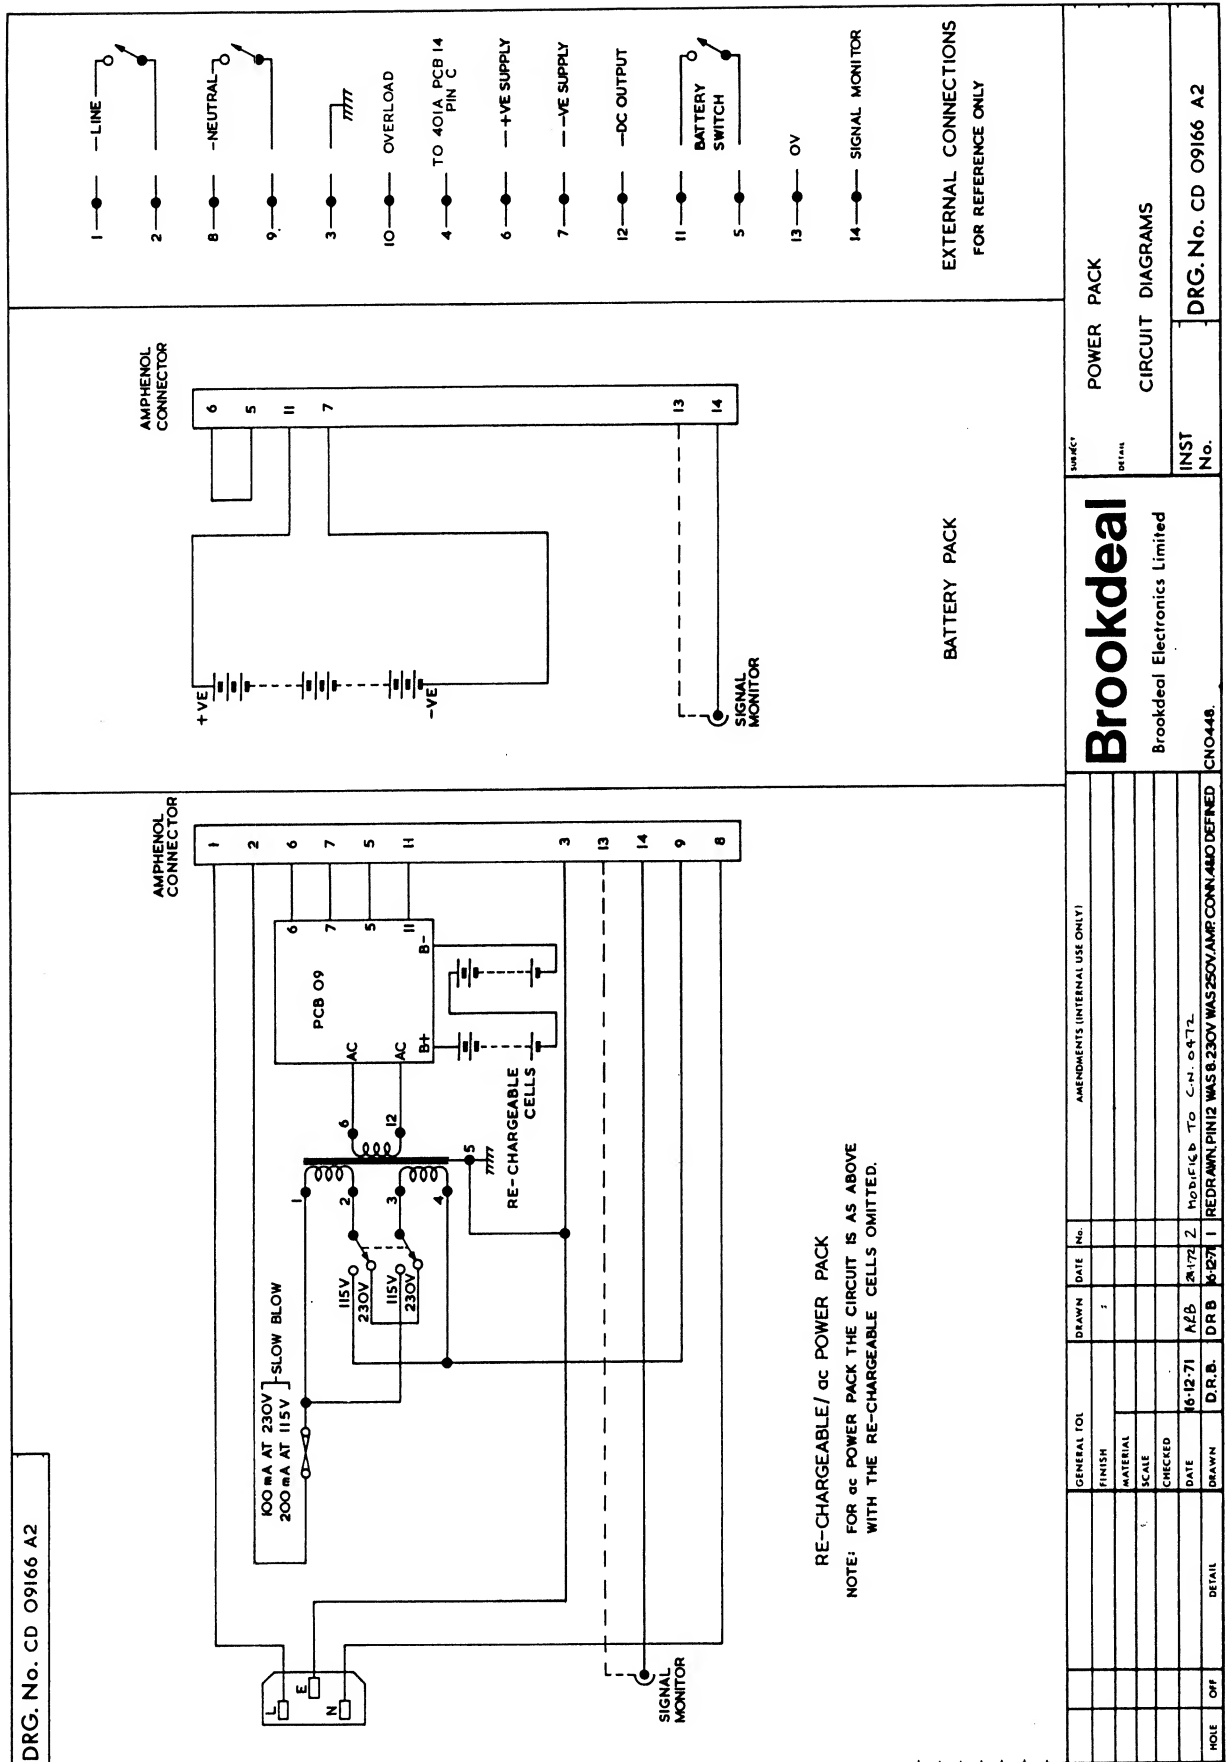 DRG. No. CD 09166 A2
L
E
N
100 mA AT 230V
200 mA AT 115V
SLOW BLOW
115V
230V
115V
230V
1
2
3
4
5
6
12
AC
AC
PCB 09
B+
B-
6
7
5
11
RE-CHARGEABLE
CELLS
AMPHENOL
CONNECTOR
1
2
6
7
5
11
3
13
14
9
8
SIGNAL
MONITOR
RE-CHARGEABLE/ ac POWER PACK
NOTE: FOR ac POWER PACK THE CIRCUIT IS AS ABOVE
WITH THE RE-CHARGEABLE CELLS OMITTED.
AMPHENOL
CONNECTOR
6
5
11
7
13
14
+VE
-VE
SIGNAL
MONITOR
BATTERY PACK
1 LINE
2
8 NEUTRAL
9
3
10 OVERLOAD
4 TO 401A PCB 14
PIN C
6 +VE SUPPLY
7 -VE SUPPLY
12 DC OUTPUT
11 BATTERY
SWITCH
5
13 OV
14 SIGNAL MONITOR
EXTERNAL CONNECTIONS
FOR REFERENCE ONLY
HOLE OFF DETAIL
GENERAL TOL
FINISH
MATERIAL
SCALE
CHECKED
DATE 16·12·71
DRAWN D.R.B.
DRAWN DATE No. AMENDMENTS (INTERNAL USE ONLY)
2 MODIFIED TO C.N. 0472
DRB 16·12·71 1 REDRAWN. PIN12 WAS 8. 230V WAS 250V. AMP. CONN. 4&10 DEFINED CNO448.
Brookdeal
Brookdeal Electronics Limited
SUBJECT POWER PACK
DETAIL CIRCUIT DIAGRAMS
INST
No.
DRG. No. CD 09166 A2